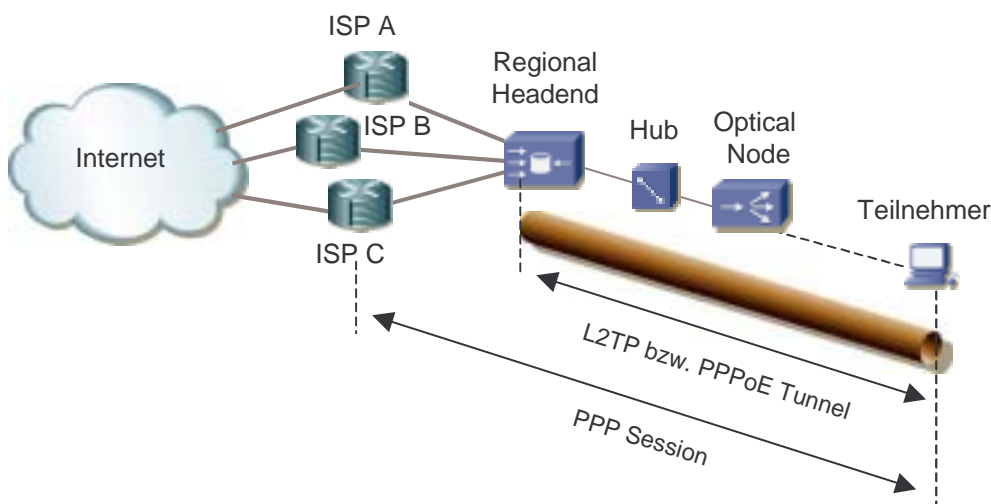 ISP A
Regional
Headend
ISP B
Hub
Optical
Node
Internet
Teilnehmer
ISP C
L2TP bzw. PPPoE Tunnel
PPP Session